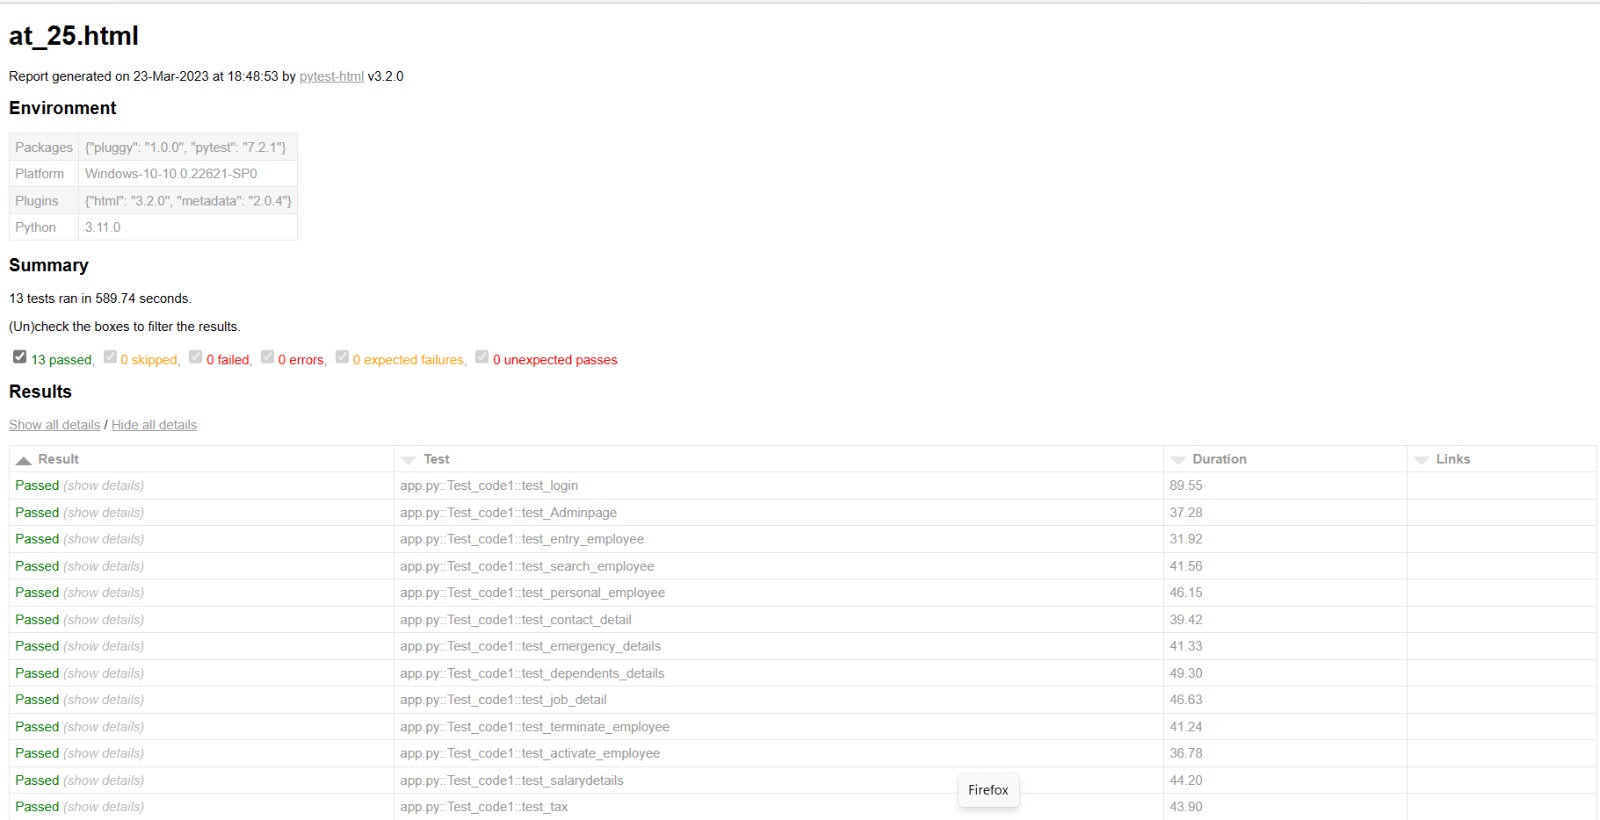 at_25.html
Report generated on 23-Mar-2023 at 18:48:53 by pytest-html v3.2.0
Environment
Packages {"pluggy": "1.0.0", "pytest": "7.2.1"}
Platform Windows-10-10.0.22621-SP0
Plugins {"html": "3.2.0", "metadata": "2.0.4"}
Python 3.11.0
Summary
13 tests ran in 589.74 seconds.
(Un)check the boxes to filter the results.
13 passed, 0 skipped, 0 failed, 0 errors, 0 expected failures, 0 unexpected passes
Results
Show all details / Hide all details
Result Test Duration Links
Passed (show details) app.py::Test_code1::test_login 89.55
Passed (show details) app.py::Test_code1::test_Adminpage 37.28
Passed (show details) app.py::Test_code1::test_entry_employee 31.92
Passed (show details) app.py::Test_code1::test_search_employee 41.56
Passed (show details) app.py::Test_code1::test_personal_employee 46.15
Passed (show details) app.py::Test_code1::test_contact_detail 39.42
Passed (show details) app.py::Test_code1::test_emergency_details 41.33
Passed (show details) app.py::Test_code1::test_dependents_details 49.30
Passed (show details) app.py::Test_code1::test_job_detail 46.63
Passed (show details) app.py::Test_code1::test_terminate_employee 41.24
Passed (show details) app.py::Test_code1::test_activate_employee 36.78
Passed (show details) app.py::Test_code1::test_salarydetails 44.20
Firefox
Passed (show details) app.py::Test_code1::test_tax 43.90